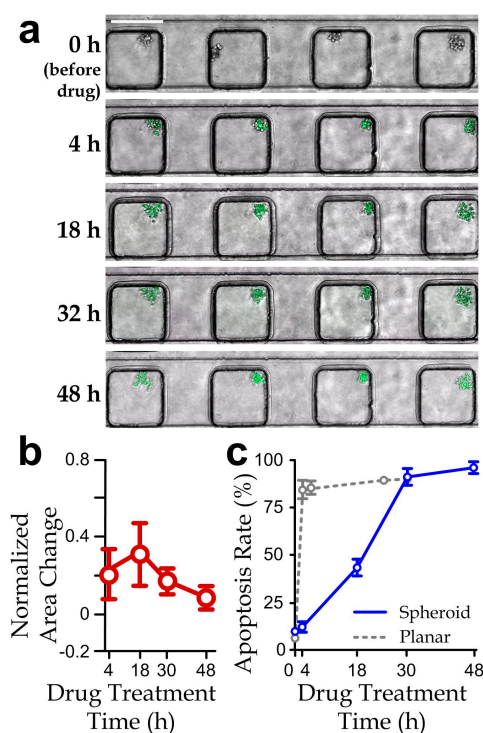 a
0 h
(before
drug)
4 h
18 h
32 h
48 h
b
0.8
0.4
0
-0.2
Normalized
Area Change
4 18 30 48
Drug Treatment
Time (h)
c
100
75
50
25
0
Apoptosis Rate (%)
Spheroid
Planar
0 4 18 30 48
Drug Treatment
Time (h)